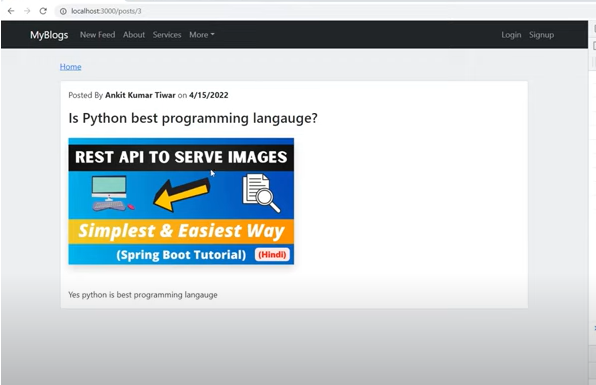 localhost:3000/posts/3
MyBlogs New Feed About Services More Login Signup
Home
Posted By Ankit Kumar Tiwar on 4/15/2022
Is Python best programming langauge?
REST API TO SERVE IMAGES
Simplest & Easiest Way
(Spring Boot Tutorial) (Hindi)
Yes python is best programming langauge